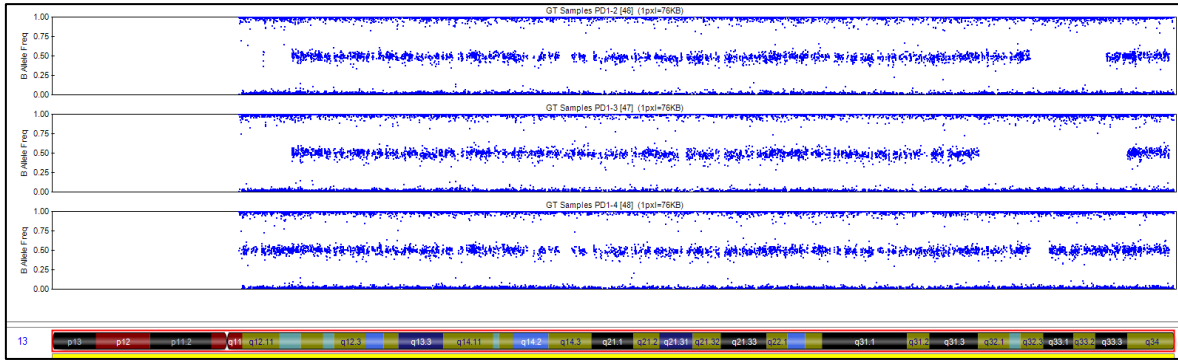 GT Samples PD1-2 [46] (1pxl=76KB)
1.00
0.75
0.50
0.25
0.00
B Allele Freq
GT Samples PD1-3 [47] (1pxl=76KB)
1.00
0.75
0.50
0.25
0.00
B Allele Freq
GT Samples PD1-4 [48] (1pxl=76KB)
1.00
0.75
0.50
0.25
0.00
B Allele Freq
13 p13 p12 p11.2 q11 q12.11 q12.3 q13.3 q14.11 q14.2 q14.3 q21.1 q21.2 q21.31 q21.32 q21.33 q22.1 q31.1 q31.2 q31.3 q32.1 q32.3 q33.1 q33.2 q33.3 q34